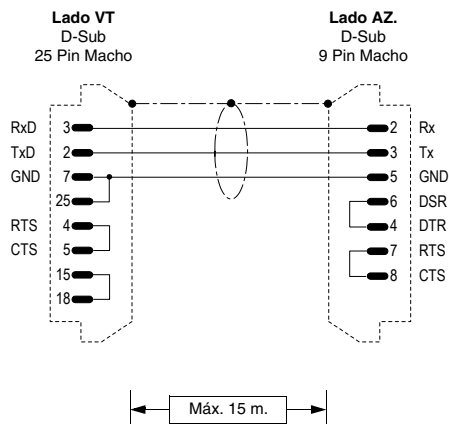 Lado VT
D-Sub
25 Pin Macho
Lado AZ.
D-Sub
9 Pin Macho
RxD 3
2 Rx
TxD 2
3 Tx
GND 7
5 GND
25
6 DSR
RTS 4
4 DTR
CTS 5
7 RTS
15
8 CTS
18
Máx. 15 m.